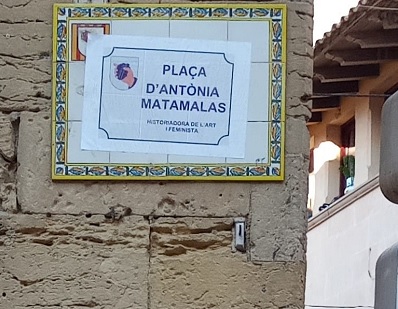 PLAÇA
D'ANTÒNIA
MATAMALAS
HISTORIADORA DE L'ART
I FEMINISTA